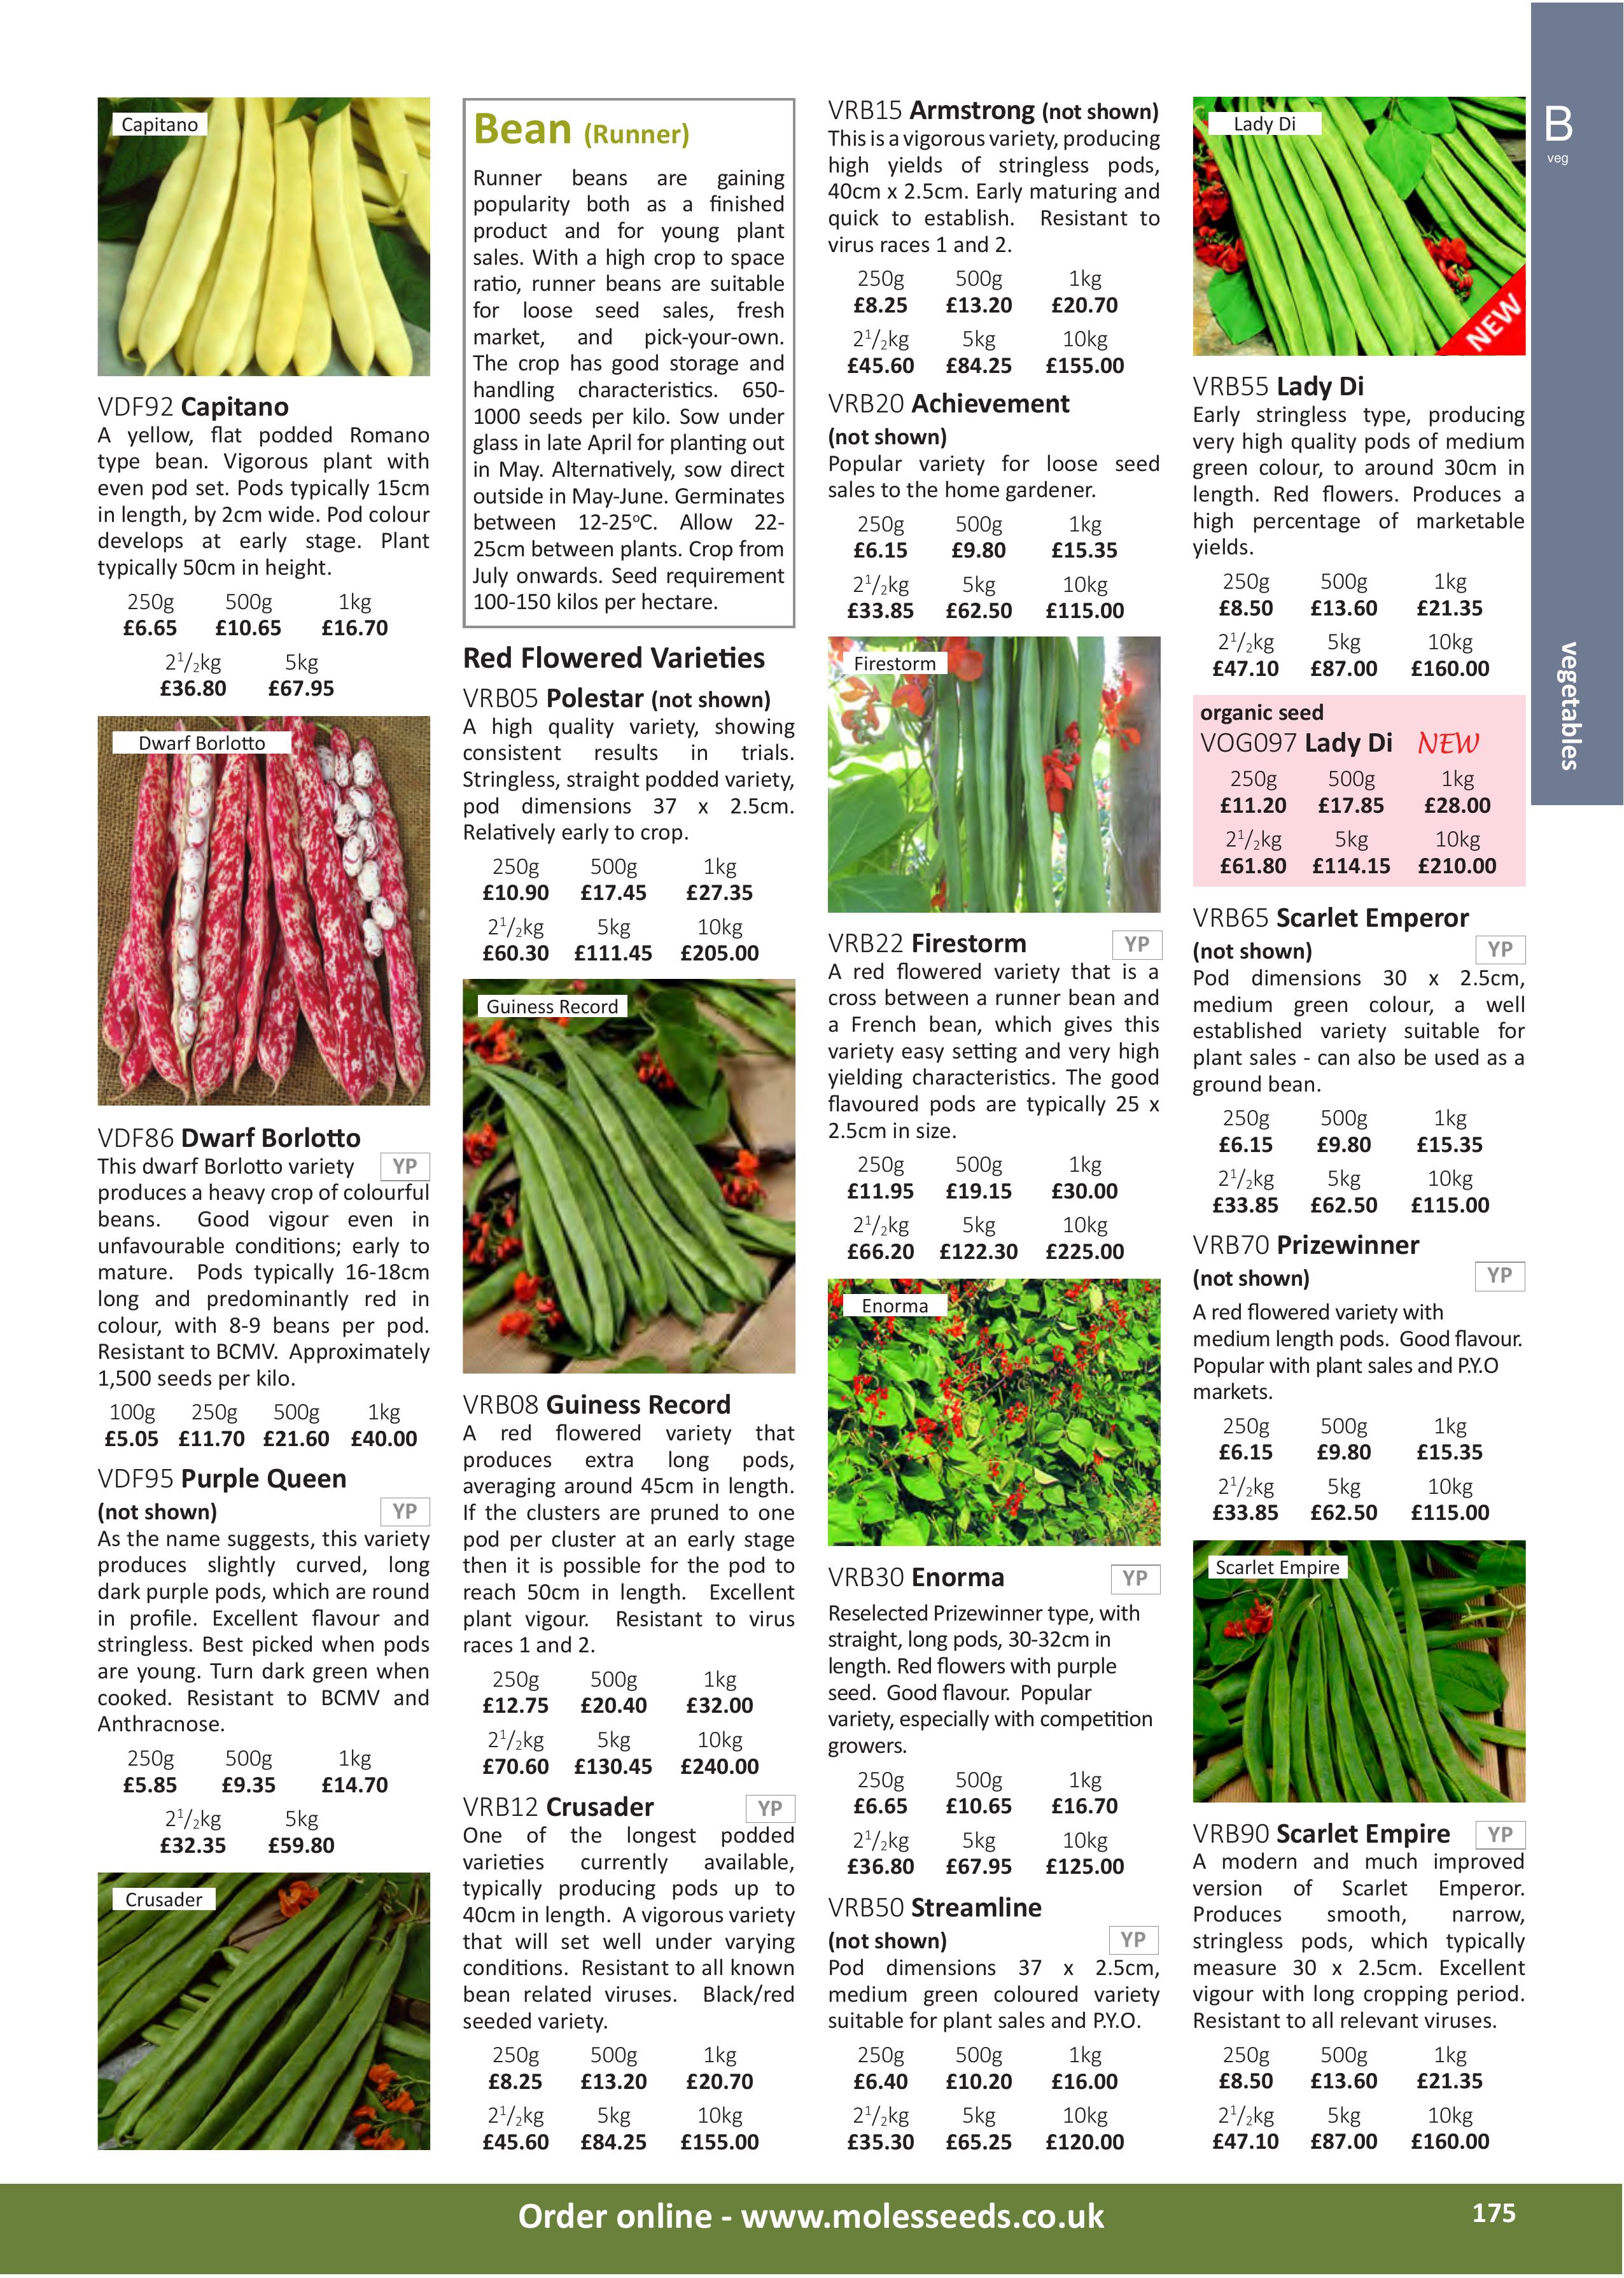 Capitano
VDF92 Capitano
A yellow, flat podded Romano
type bean. Vigorous plant with
even pod set. Pods typically 15cm
in length, by 2cm wide. Pod colour
develops at early stage. Plant
typically 50cm in height.
250g 500g 1kg
£6.65 £10.65 £16.70
2 1/2kg 5kg
£36.80 £67.95
Dwarf Borlotto
VDF86 Dwarf Borlotto
This dwarf Borlotto variety YP
produces a heavy crop of colourful
beans. Good vigour even in
unfavourable conditions; early to
mature. Pods typically 16-18cm
long and predominantly red in
colour, with 8-9 beans per pod.
Resistant to BCMV. Approximately
1,500 seeds per kilo.
100g 250g 500g 1kg
£5.05 £11.70 £21.60 £40.00
VDF95 Purple Queen
(not shown) YP
As the name suggests, this variety
produces slightly curved, long
dark purple pods, which are round
in profile. Excellent flavour and
stringless. Best picked when pods
are young. Turn dark green when
cooked. Resistant to BCMV and
Anthracnose.
250g 500g 1kg
£5.85 £9.35 £14.70
2 1/2kg 5kg
£32.35 £59.80
Crusader
Bean (Runner)
Runner beans are gaining
popularity both as a finished
product and for young plant
sales. With a high crop to space
ratio, runner beans are suitable
for loose seed sales, fresh
market, and pick-your-own.
The crop has good storage and
handling characteristics. 650-
1000 seeds per kilo. Sow under
glass in late April for planting out
in May. Alternatively, sow direct
outside in May-June. Germinates
between 12-25ºC. Allow 22-
25cm between plants. Crop from
July onwards. Seed requirement
100-150 kilos per hectare.
Red Flowered Varieties
VRB05 Polestar (not shown)
A high quality variety, showing
consistent results in trials.
Stringless, straight podded variety,
pod dimensions 37 x 2.5cm.
Relatively early to crop.
250g 500g 1kg
£10.90 £17.45 £27.35
2 1/2kg 5kg 10kg
£60.30 £111.45 £205.00
Guiness Record
VRB08 Guiness Record
A red flowered variety that
produces extra long pods,
averaging around 45cm in length.
If the clusters are pruned to one
pod per cluster at an early stage
then it is possible for the pod to
reach 50cm in length. Excellent
plant vigour. Resistant to virus
races 1 and 2.
250g 500g 1kg
£12.75 £20.40 £32.00
2 1/2kg 5kg 10kg
£70.60 £130.45 £240.00
VRB12 Crusader YP
One of the longest podded
varieties currently available,
typically producing pods up to
40cm in length. A vigorous variety
that will set well under varying
conditions. Resistant to all known
bean related viruses. Black/red
seeded variety.
250g 500g 1kg
£8.25 £13.20 £20.70
2 1/2kg 5kg 10kg
£45.60 £84.25 £155.00
VRB15 Armstrong (not shown)
This is a vigorous variety, producing
high yields of stringless pods,
40cm x 2.5cm. Early maturing and
quick to establish. Resistant to
virus races 1 and 2.
250g 500g 1kg
£8.25 £13.20 £20.70
2 1/2kg 5kg 10kg
£45.60 £84.25 £155.00
VRB20 Achievement
(not shown)
Popular variety for loose seed
sales to the home gardener.
250g 500g 1kg
£6.15 £9.80 £15.35
2 1/2kg 5kg 10kg
£33.85 £62.50 £115.00
Firestorm
VRB22 Firestorm YP
A red flowered variety that is a
cross between a runner bean and
a French bean, which gives this
variety easy setting and very high
yielding characteristics. The good
flavoured pods are typically 25 x
2.5cm in size.
250g 500g 1kg
£11.95 £19.15 £30.00
2 1/2kg 5kg 10kg
£66.20 £122.30 £225.00
Enorma
VRB30 Enorma YP
Reselected Prizewinner type, with
straight, long pods, 30-32cm in
length. Red flowers with purple
seed. Good flavour. Popular
variety, especially with competition
growers.
250g 500g 1kg
£6.65 £10.65 £16.70
2 1/2kg 5kg 10kg
£36.80 £67.95 £125.00
VRB50 Streamline
(not shown) YP
Pod dimensions 37 x 2.5cm,
medium green coloured variety
suitable for plant sales and P.Y.O.
250g 500g 1kg
£6.40 £10.20 £16.00
2 1/2kg 5kg 10kg
£35.30 £65.25 £120.00
Lady Di
NEW
VRB55 Lady Di
Early stringless type, producing
very high quality pods of medium
green colour, to around 30cm in
length. Red flowers. Produces a
high percentage of marketable
yields.
250g 500g 1kg
£8.50 £13.60 £21.35
2 1/2kg 5kg 10kg
£47.10 £87.00 £160.00
organic seed
VOG097 Lady Di NEW
250g 500g 1kg
£11.20 £17.85 £28.00
2 1/2kg 5kg 10kg
£61.80 £114.15 £210.00
VRB65 Scarlet Emperor
(not shown) YP
Pod dimensions 30 x 2.5cm,
medium green colour, a well
established variety suitable for
plant sales - can also be used as a
ground bean.
250g 500g 1kg
£6.15 £9.80 £15.35
2 1/2kg 5kg 10kg
£33.85 £62.50 £115.00
VRB70 Prizewinner
(not shown) YP
A red flowered variety with
medium length pods. Good flavour.
Popular with plant sales and P.Y.O
markets.
250g 500g 1kg
£6.15 £9.80 £15.35
2 1/2kg 5kg 10kg
£33.85 £62.50 £115.00
Scarlet Empire
VRB90 Scarlet Empire YP
A modern and much improved
version of Scarlet Emperor.
Produces smooth, narrow,
stringless pods, which typically
measure 30 x 2.5cm. Excellent
vigour with long cropping period.
Resistant to all relevant viruses.
250g 500g 1kg
£8.50 £13.60 £21.35
2 1/2kg 5kg 10kg
£47.10 £87.00 £160.00
B
veg
vegetables
Order online - www.molesseeds.co.uk
175